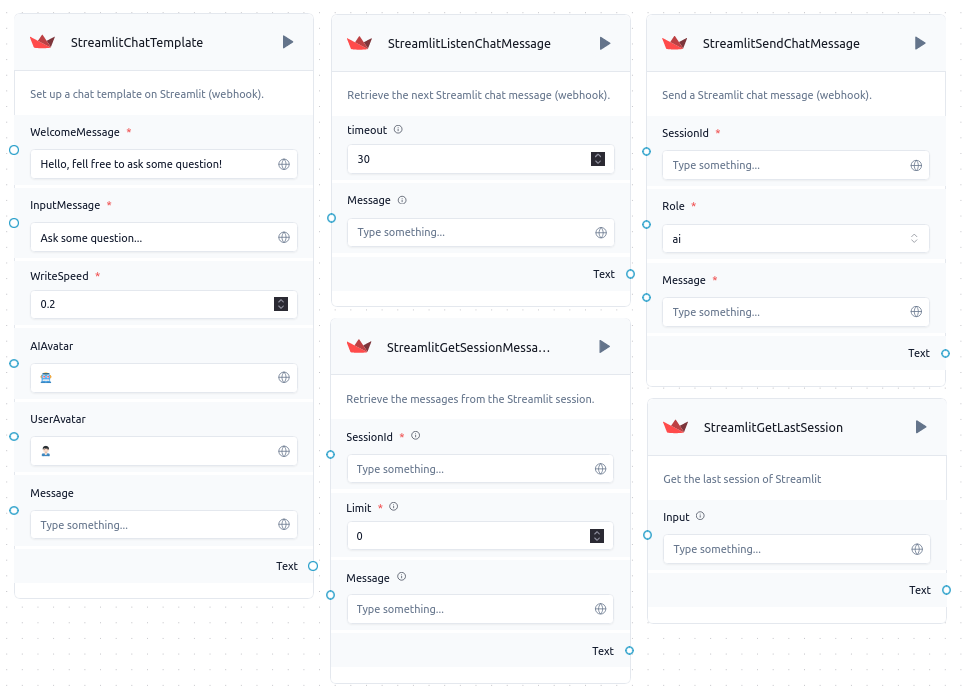 StreamlitChatTemplate
Set up a chat template on Streamlit (webhook).
WelcomeMessage *
Hello, fell free to ask some question!
InputMessage *
Ask some question...
WriteSpeed *
0.2
AIAvatar
UserAvatar
Message
Type something...
Text
StreamlitListenChatMessage
Retrieve the next Streamlit chat message (webhook).
timeout
30
Message
Type something...
Text
StreamlitGetSessionMessa...
Retrieve the messages from the Streamlit session.
SessionId *
Type something...
Limit *
0
Message
Type something...
Text
StreamlitSendChatMessage
Send a Streamlit chat message (webhook).
SessionId *
Type something...
Role *
ai
Message *
Type something...
Text
StreamlitGetLastSession
Get the last session of Streamlit
Input
Type something...
Text